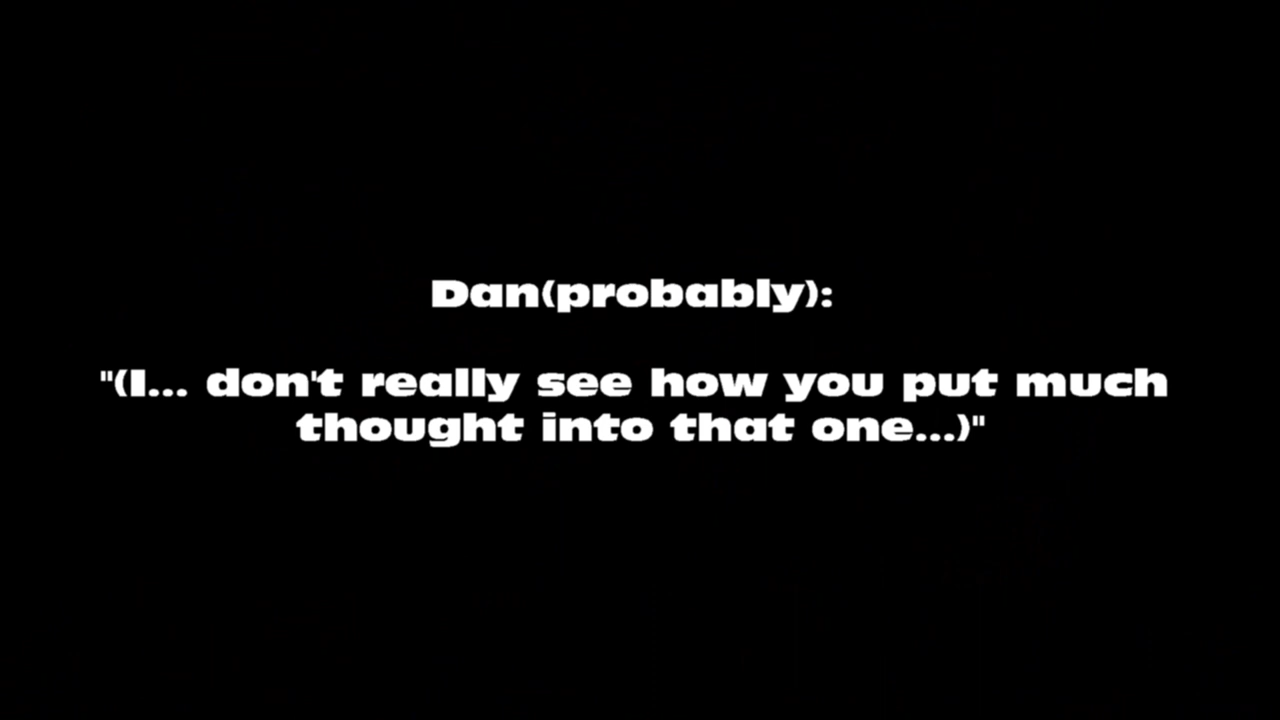 Dan(probably):
"(I... don't really see how you put much
thought into that one...)"